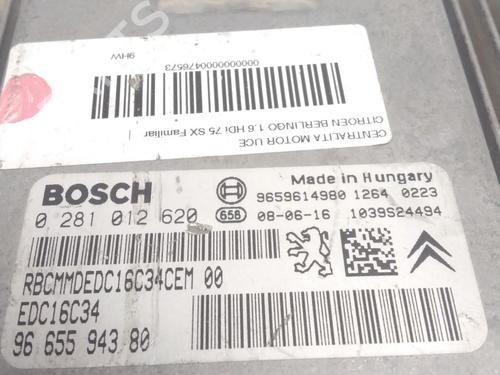 9HW
0000000000476573
CENTRALITA MOTOR UCE
CITROEN BERLINGO 1.6 HDi 75 SX Familiar |
BOSCH
Made in Hungary
9659614980 1264 0223
0 281 012 620
658
08-06-16
1039S24494
RBCMMDEDC16C34CEM 00
EDC16C34
96 655 943 80